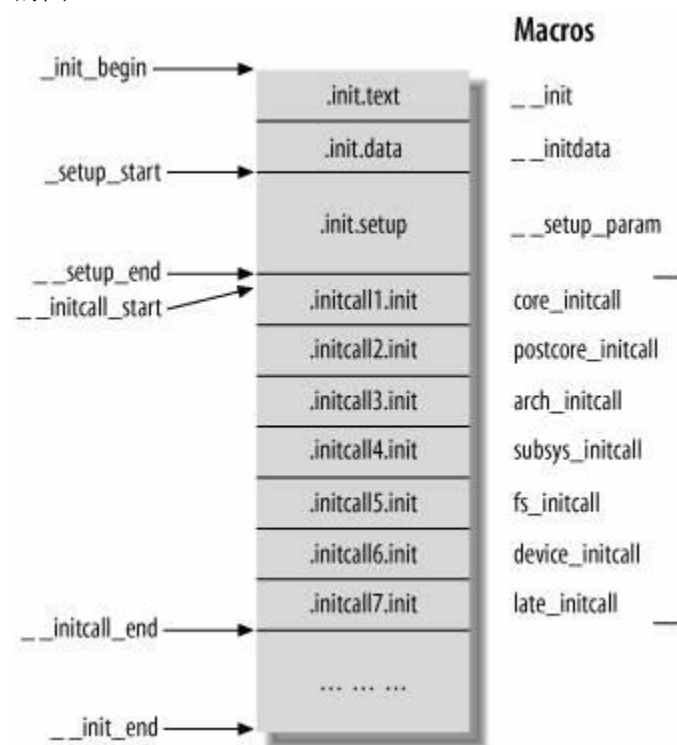 Macros
_init_begin
.init.text _ _init
.init.data _ _initdata
_setup_start
.init.setup _ _setup_param
_ _setup_end
_ _initcall_start
.initcall1.init core_initcall
.initcall2.init postcore_initcall
.initcall3.init arch_initcall
.initcall4.init subsys_initcall
.initcall5.init fs_initcall
.initcall6.init device_initcall
.initcall7.init late_initcall
_ _initcall_end
... ... ...
_ _init_end